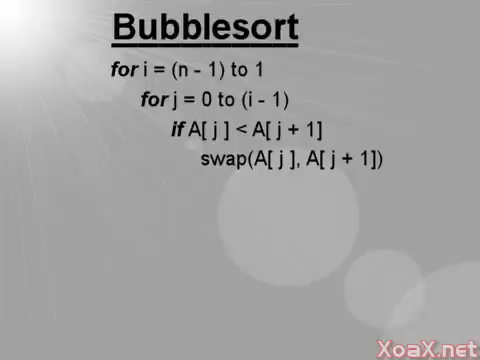 Bubblesort
for i = (n - 1) to 1
for j = 0 to (i - 1)
if A[ j ] < A[ j + 1]
swap(A[ j ], A[ j + 1])
XoaX.net